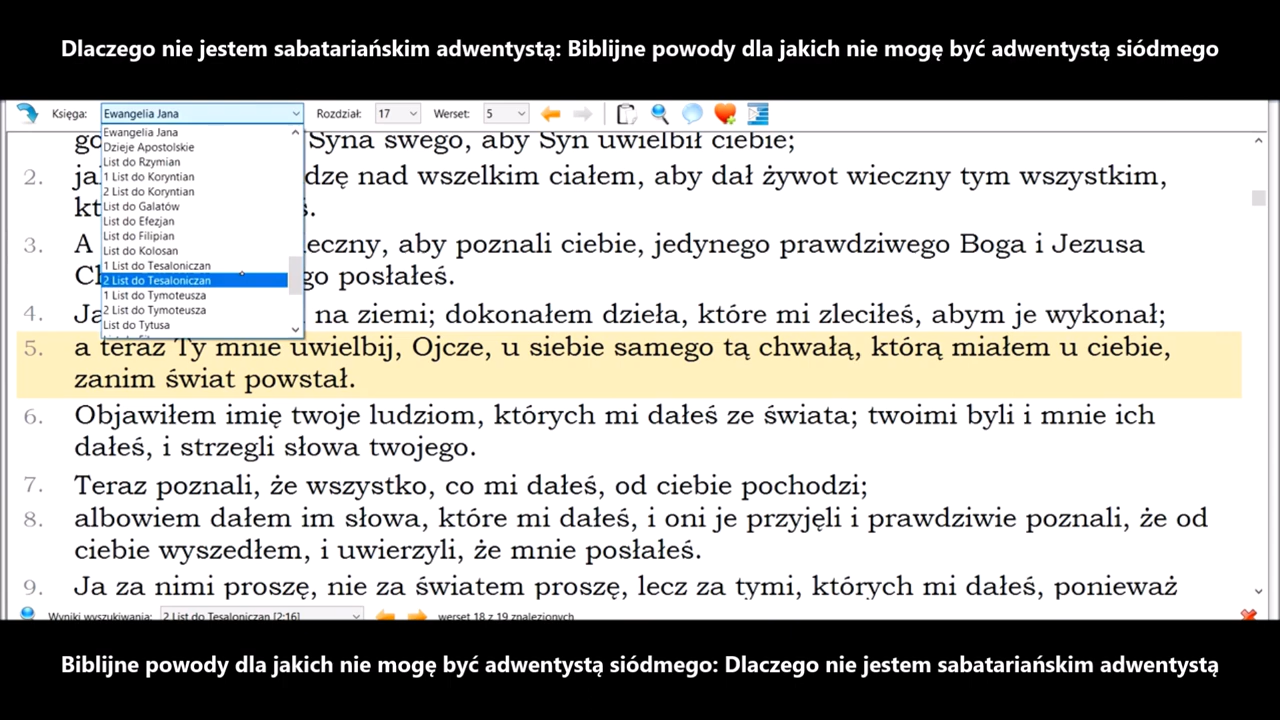 Dlaczego nie jestem sabatariańskim adwentystą: Biblijne powody dla jakich nie mogę być adwentystą siódmego
Księga: Ewangelia Jana Rozdział: 17 Werset: 5
Ewangelia Jana
Dzieje Apostolskie
List do Rzymian
1 List do Koryntian
2 List do Koryntian
List do Galatów
List do Efezjan
List do Filipian
List do Kolosan
1 List do Tesaloniczan
2 List do Tesaloniczan
1 List do Tymoteusza
2 List do Tymoteusza
List do Tytusa
Syna swego, aby Syn uwielbił ciebie;
2. ja dzę nad wszelkim ciałem, aby dał żywot wieczny tym wszystkim,
kt
3. A eczny, aby poznali ciebie, jedynego prawdziwego Boga i Jezusa
Ch go posłałeś.
4. Ja na ziemi; dokonałem dzieła, które mi zleciłeś, abym je wykonał;
5. a teraz Ty mnie uwielbij, Ojcze, u siebie samego tą chwałą, którą miałem u ciebie,
zanim świat powstał.
6. Objawiłem imię twoje ludziom, których mi dałeś ze świata; twoimi byli i mnie ich
dałeś, i strzegli słowa twojego.
7. Teraz poznali, że wszystko, co mi dałeś, od ciebie pochodzi;
8. albowiem dałem im słowa, które mi dałeś, i oni je przyjęli i prawdziwie poznali, że od
ciebie wyszedłem, i uwierzyli, że mnie posłałeś.
9. Ja za nimi proszę, nie za światem proszę, lecz za tymi, których mi dałeś, ponieważ
Wyniki wyszukiwania: 2 List do Tesaloniczan [2:16] werset 18 z 19 znalezionych
Biblijne powody dla jakich nie mogę być adwentystą siódmego: Dlaczego nie jestem sabatariańskim adwentystą